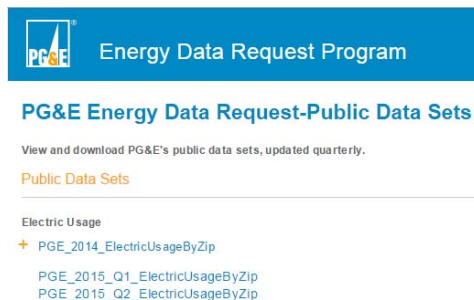 PG&E®
Energy Data Request Program
PG&E Energy Data Request-Public Data Sets
View and download PG&E's public data sets, updated quarterly.
Public Data Sets
Electric Usage
+ PGE_2014_ElectricUsageByZip
PGE_2015_Q1_ElectricUsageByZip
PGE_2015_Q2_ElectricUsageByZip